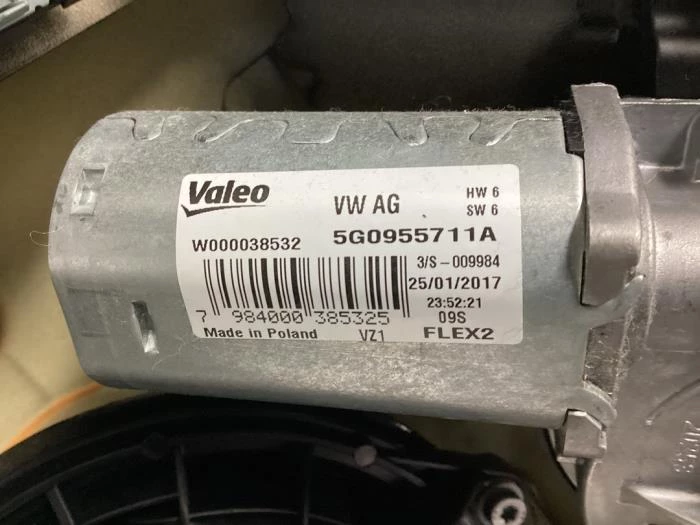 Valeo
VW AG
HW 6
SW 6
W000038532
5G0955711A
3/S-009984
25/01/2017
23:52:21
7 984000 385325
09S
Made in Poland
VZ1
FLEX2